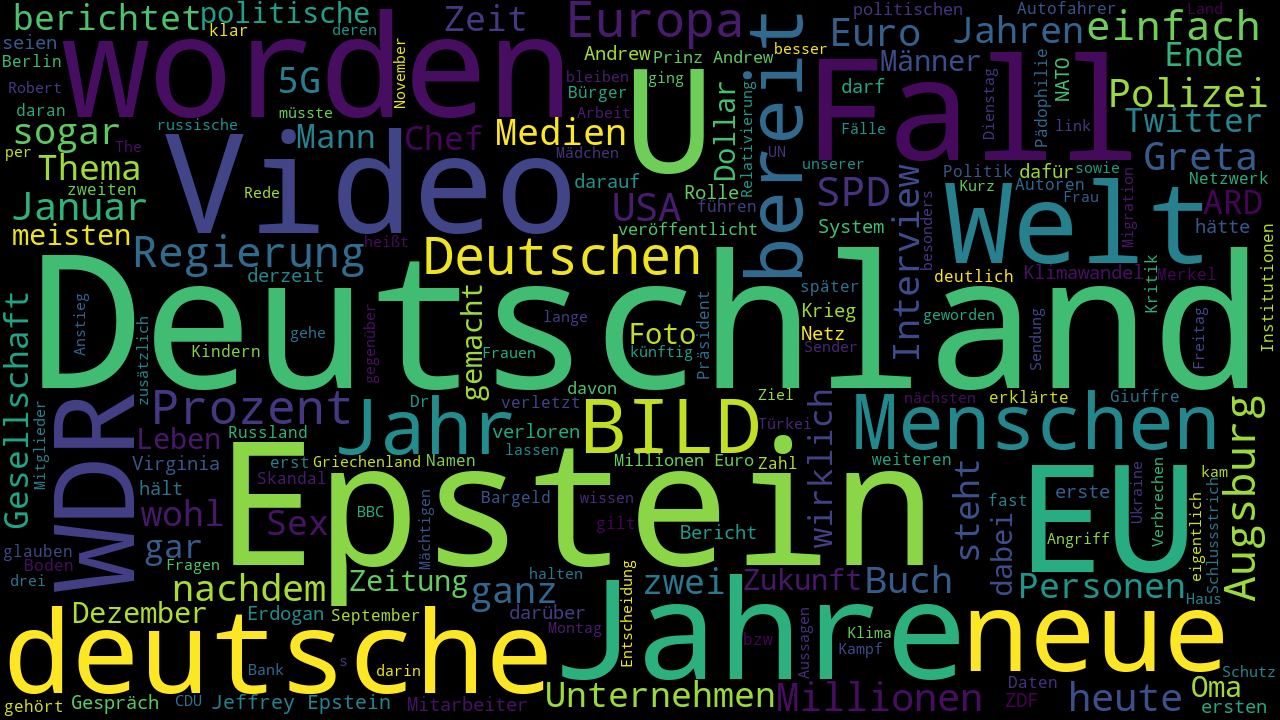 berichtet
politische
klar
deren
Zeit
Europa
politischen
Autofahrer
Land
einfach
seien
Berlin
Robert
daran
worden
5G
November
Andrew
Prinz Andrew
besser
bereit
Euro
Jahren
Männer
Ende
bleiben
ging
Bürger
U
Fall
darf
Dienstag
Pädophilie
NATO
Polizei
sogar
russische
müsste
Mann
Chef
Medien
Arbeit
Dollar
Relativierung
Fälle
link
Twitter
per
The
Thema
Video
Mädchen
UN
unserer
Greta
zweiten
Rede
darauf
Rolle
USA
führen
SPD
Interview
Politik
dafür
sowie
Netzwerk
Kurz
Autoren
Frau
Welt
Migration
ARD
Januar
meisten
veröffentlicht
System
besonders
hätte
Institutionen
Regierung
heißt
Deutschen
derzeit
deutlich
Klimawandel
Kritik
Merkel
Gesellschaft
Anstieg
zusätzlich
Deutschland
später
Krieg
geworden
gehe
gegenüber
gemacht
lange
Foto
Präsident
Netz
Sender
Sendung
Freitag
Kindern
Frauen
künftig
WDR
Prozent
Dr
Jahr
davon
verletzt
Ziel
nächsten
erklärte
Giuffre
Mitglieder
Leben
Russland
verloren
BILD
Türkei
wirklich
Menschen
Augsburg
lassen
Virginia
erst
Griechenland
Namen
Millionen Euro
Zahl
weiteren
Skandal
Epstein
hält
Bargeld
wissen
steht
fast
erste
EU
Ukraine
Verbrechen
kam
eigentlich
Schlussstrich
wohl
Sex
BBC
Mächtigen
gilt
Bericht
dabei
Angriff
glauben
Boden
gar
Fragen
drei
nachdem
Zeitung
ganz
halten
Entscheidung
zwei
Zukunft
Buch
Personen
Haus
Dezember
Erdogan
September
darüber
Montag
deutsche
Jahre
bzw
Aussagen
Klima
Kampf
neue
Bank
s
darin
Schutz
gehört
Gespräch
CDU
Jeffrey Epstein
Mitarbeiter
Unternehmen
Millionen
Daten
ZDF
heute
Oma
ersten